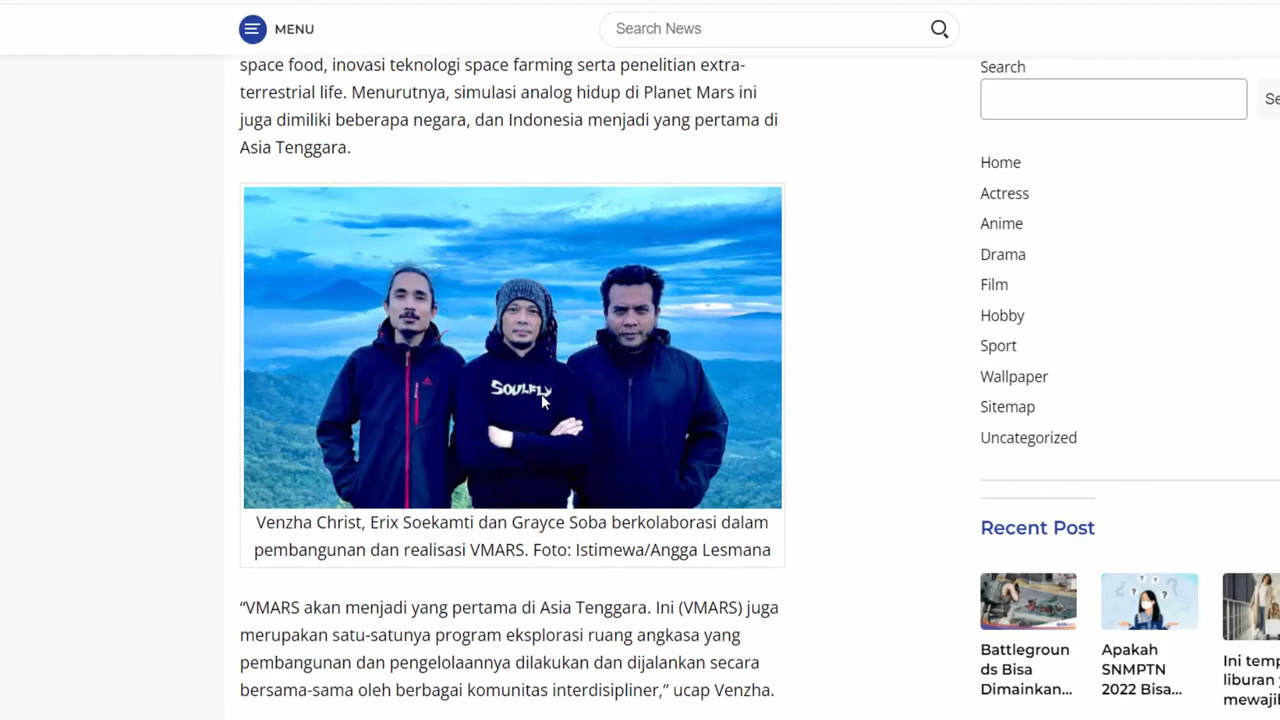 MENU
Search News
space food, inovasi teknologi space farming serta penelitian extra-
terrestrial life. Menurutnya, simulasi analog hidup di Planet Mars ini
juga dimiliki beberapa negara, dan Indonesia menjadi yang pertama di
Asia Tenggara.
SOULFLY
Venzha Christ, Erix Soekamti dan Grayce Soba berkolaborasi dalam
pembangunan dan realisasi VMARS. Foto: Istimewa/Angga Lesmana
“VMARS akan menjadi yang pertama di Asia Tenggara. Ini (VMARS) juga
merupakan satu-satunya program eksplorasi ruang angkasa yang
pembangunan dan pengelolaannya dilakukan dan dijalankan secara
bersama-sama oleh berbagai komunitas interdisipliner,” ucap Venzha.
Search
Se
Home
Actress
Anime
Drama
Film
Hobby
Sport
Wallpaper
Sitemap
Uncategorized
Recent Post
Battlegroun
ds Bisa
Dimainkan...
Apakah
SNMPTN
2022 Bisa...
Ini temp
liburan
mewaji